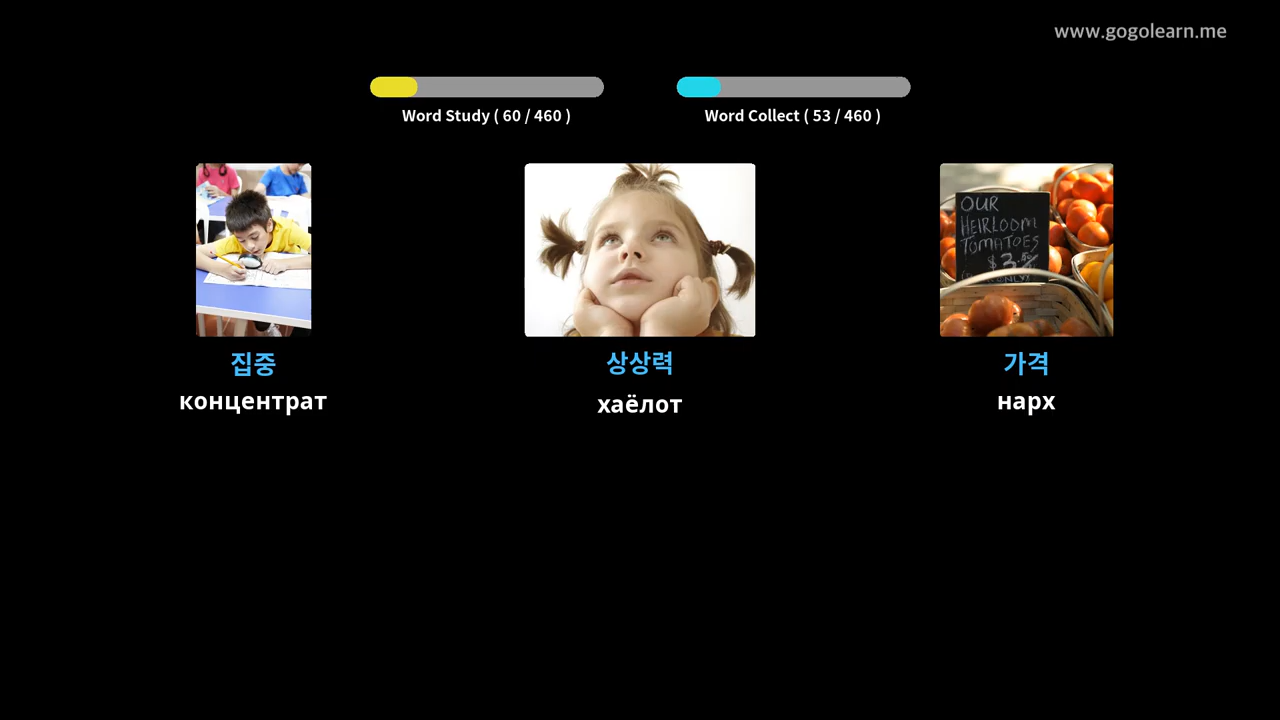 www.gogolearn.me
Word Study ( 60 / 460 )
Word Collect ( 53 / 460 )
OUR
HEIRLOOM
TOMATOES
집중
상상력
가격
концентрат
хаёлот
нарх